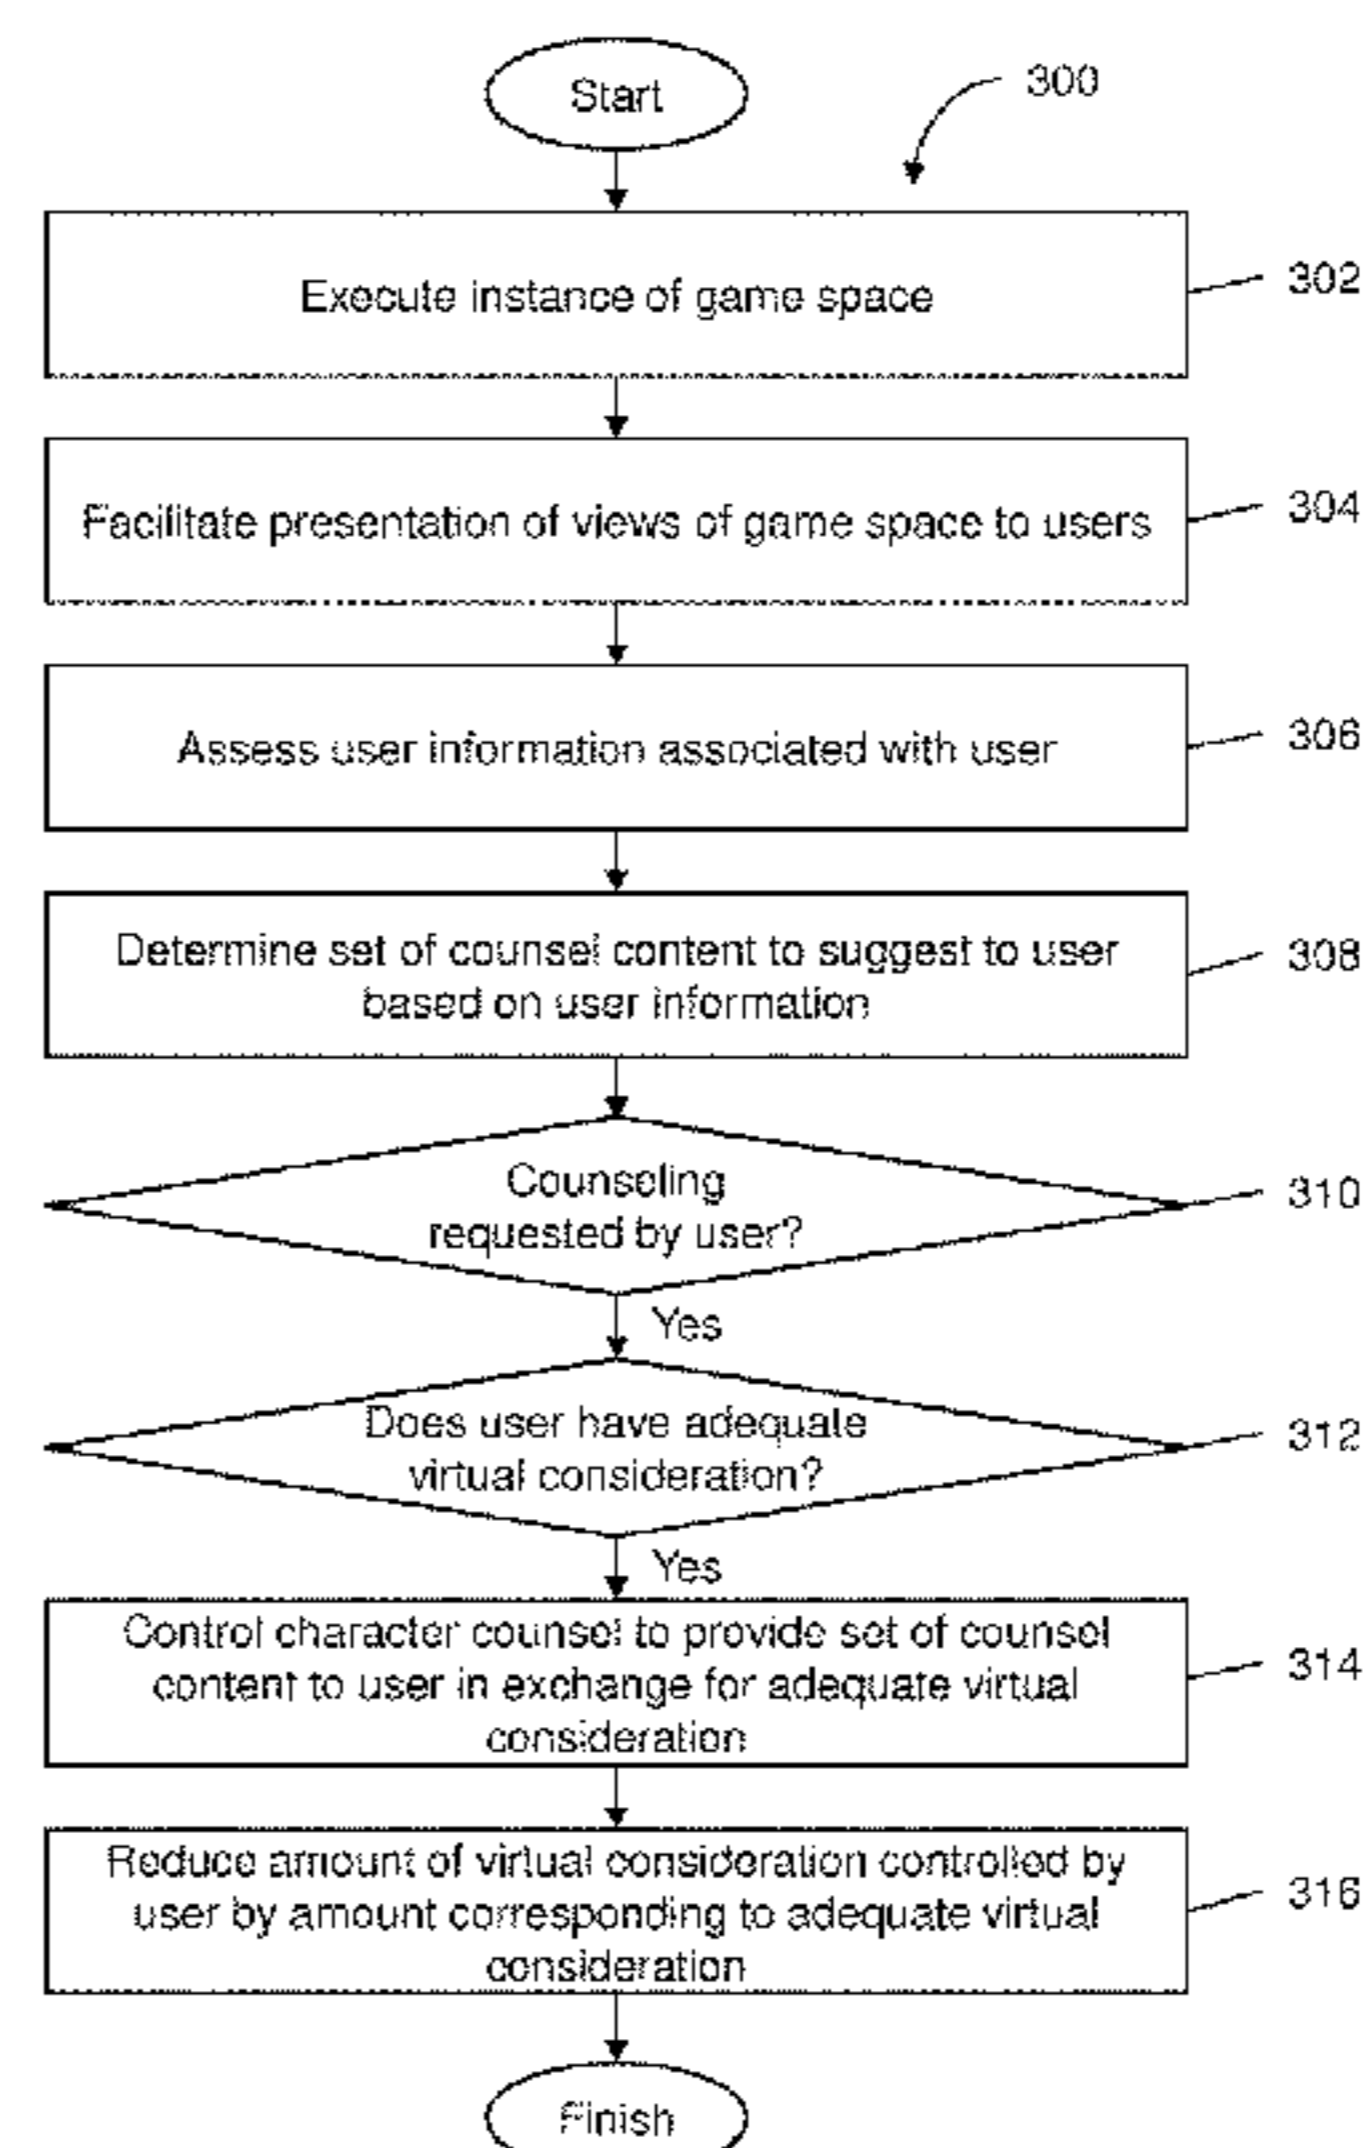 Start
300
Execute instance of game space
302
Facilitate presentation of views of game space to users
304
Assess user information associated with user
306
Determine set of counsel content to suggest to user
based on user information
308
Counseling
requested by user?
310
Yes
Does user have adequate
virtual consideration?
312
Yes
Control character counsel to provide set of counsel
content to user in exchange for adequate virtual
consideration
314
Reduce amount of virtual consideration controlled by
user by amount corresponding to adequate virtual
consideration
316
Finish